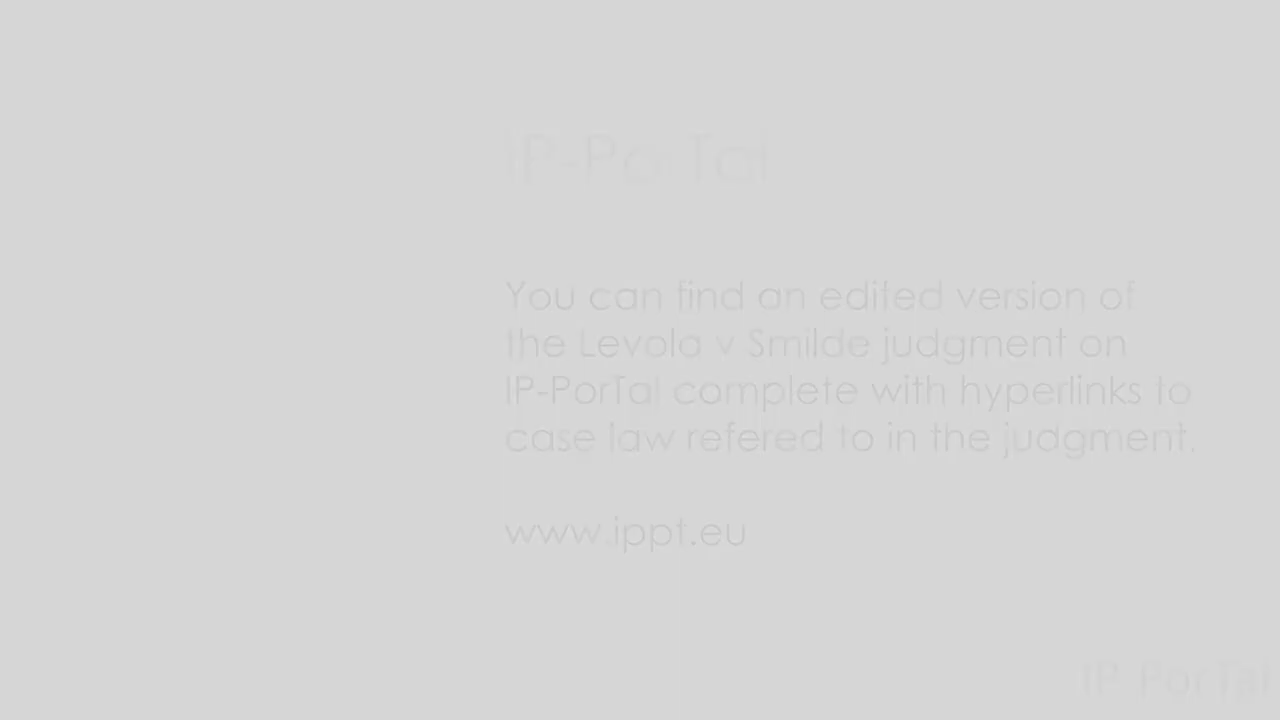 IP-PorTal
You can find an edited version of
the Levola v Smilde judgment on
IP-PorTal complete with hyperlinks to
case law refered to in the judgment.
www.ippt.eu
IP-PorTal